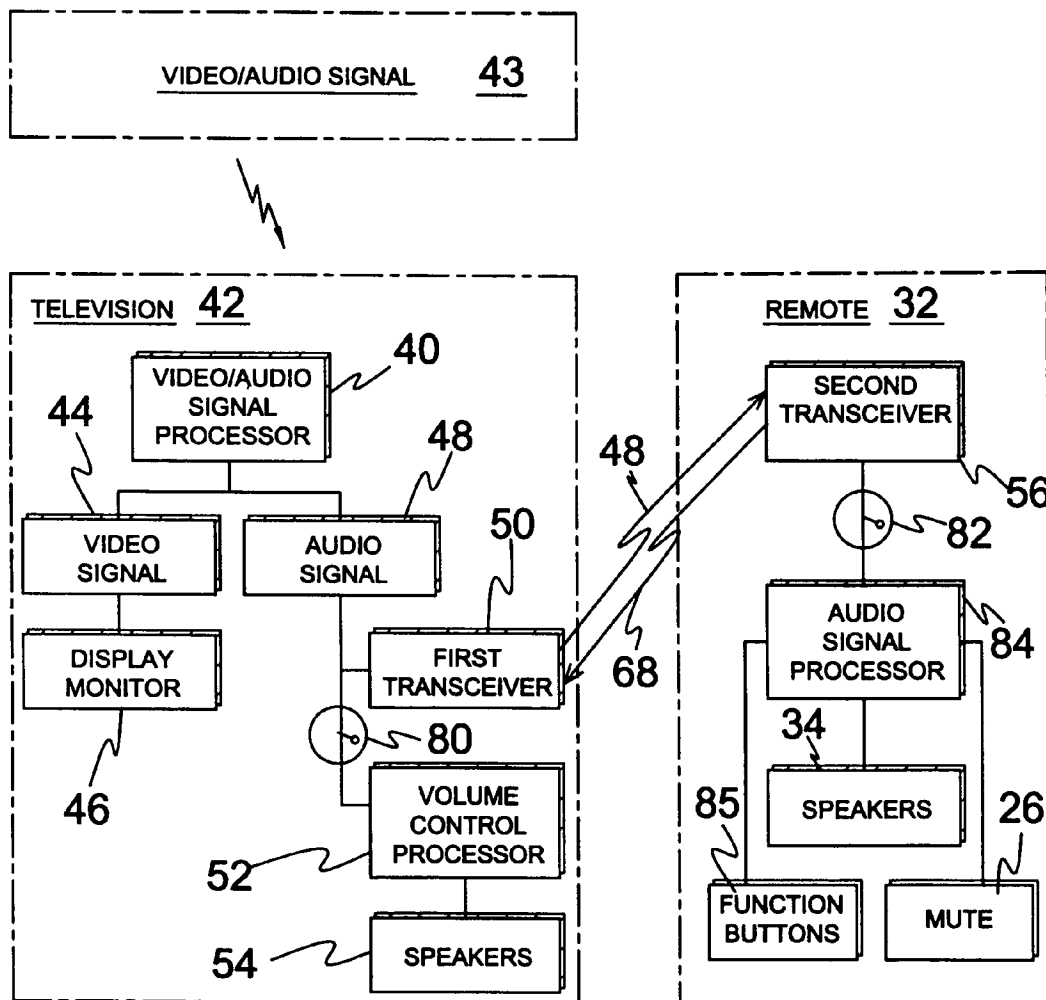 VIDEO/AUDIO SIGNAL 43
TELEVISION 42
VIDEO/AUDIO
SIGNAL
PROCESSOR
40
44
48
VIDEO
SIGNAL
AUDIO
SIGNAL
50
DISPLAY
MONITOR
FIRST
TRANSCEIVER
46
80
VOLUME
CONTROL
PROCESSOR
52
54
SPEAKERS
48
68
REMOTE 32
SECOND
TRANSCEIVER
56
82
AUDIO
SIGNAL
PROCESSOR
84
34
SPEAKERS
85
26
FUNCTION
BUTTONS
MUTE